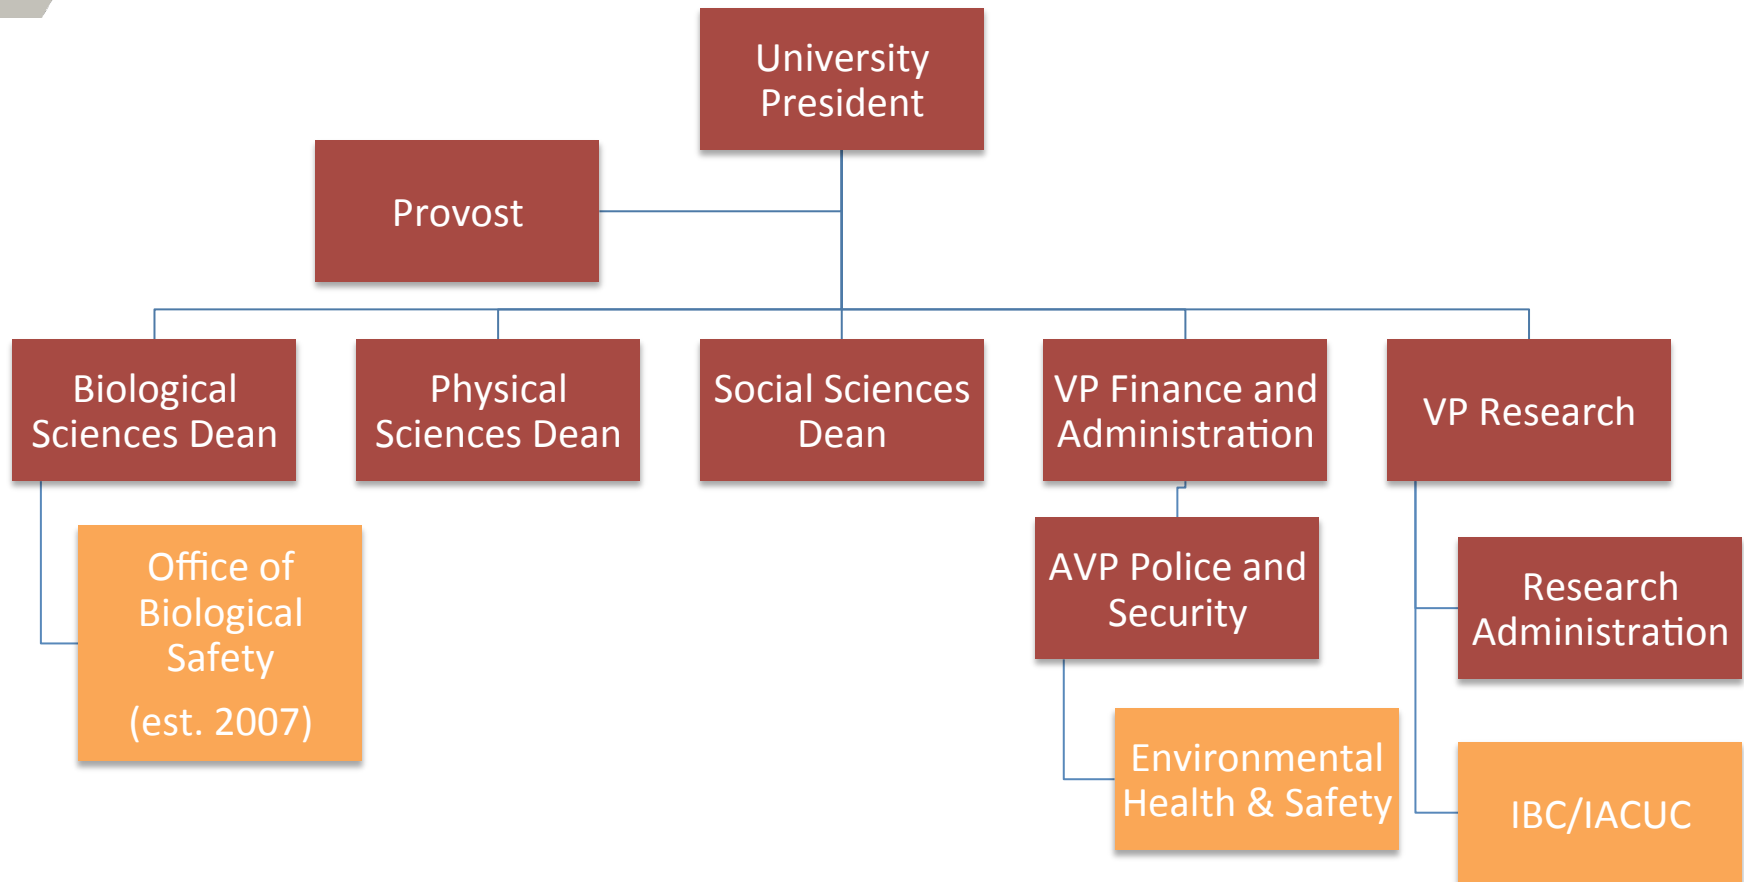 University
President
Provost
Biological
Sciences Dean
Physical
Sciences Dean
Social Sciences
Dean
VP Finance and
Administration
VP Research
Office of
Biological
Safety
(est. 2007)
AVP Police and
Security
Environmental
Health & Safety
Research
Administration
IBC/IACUC